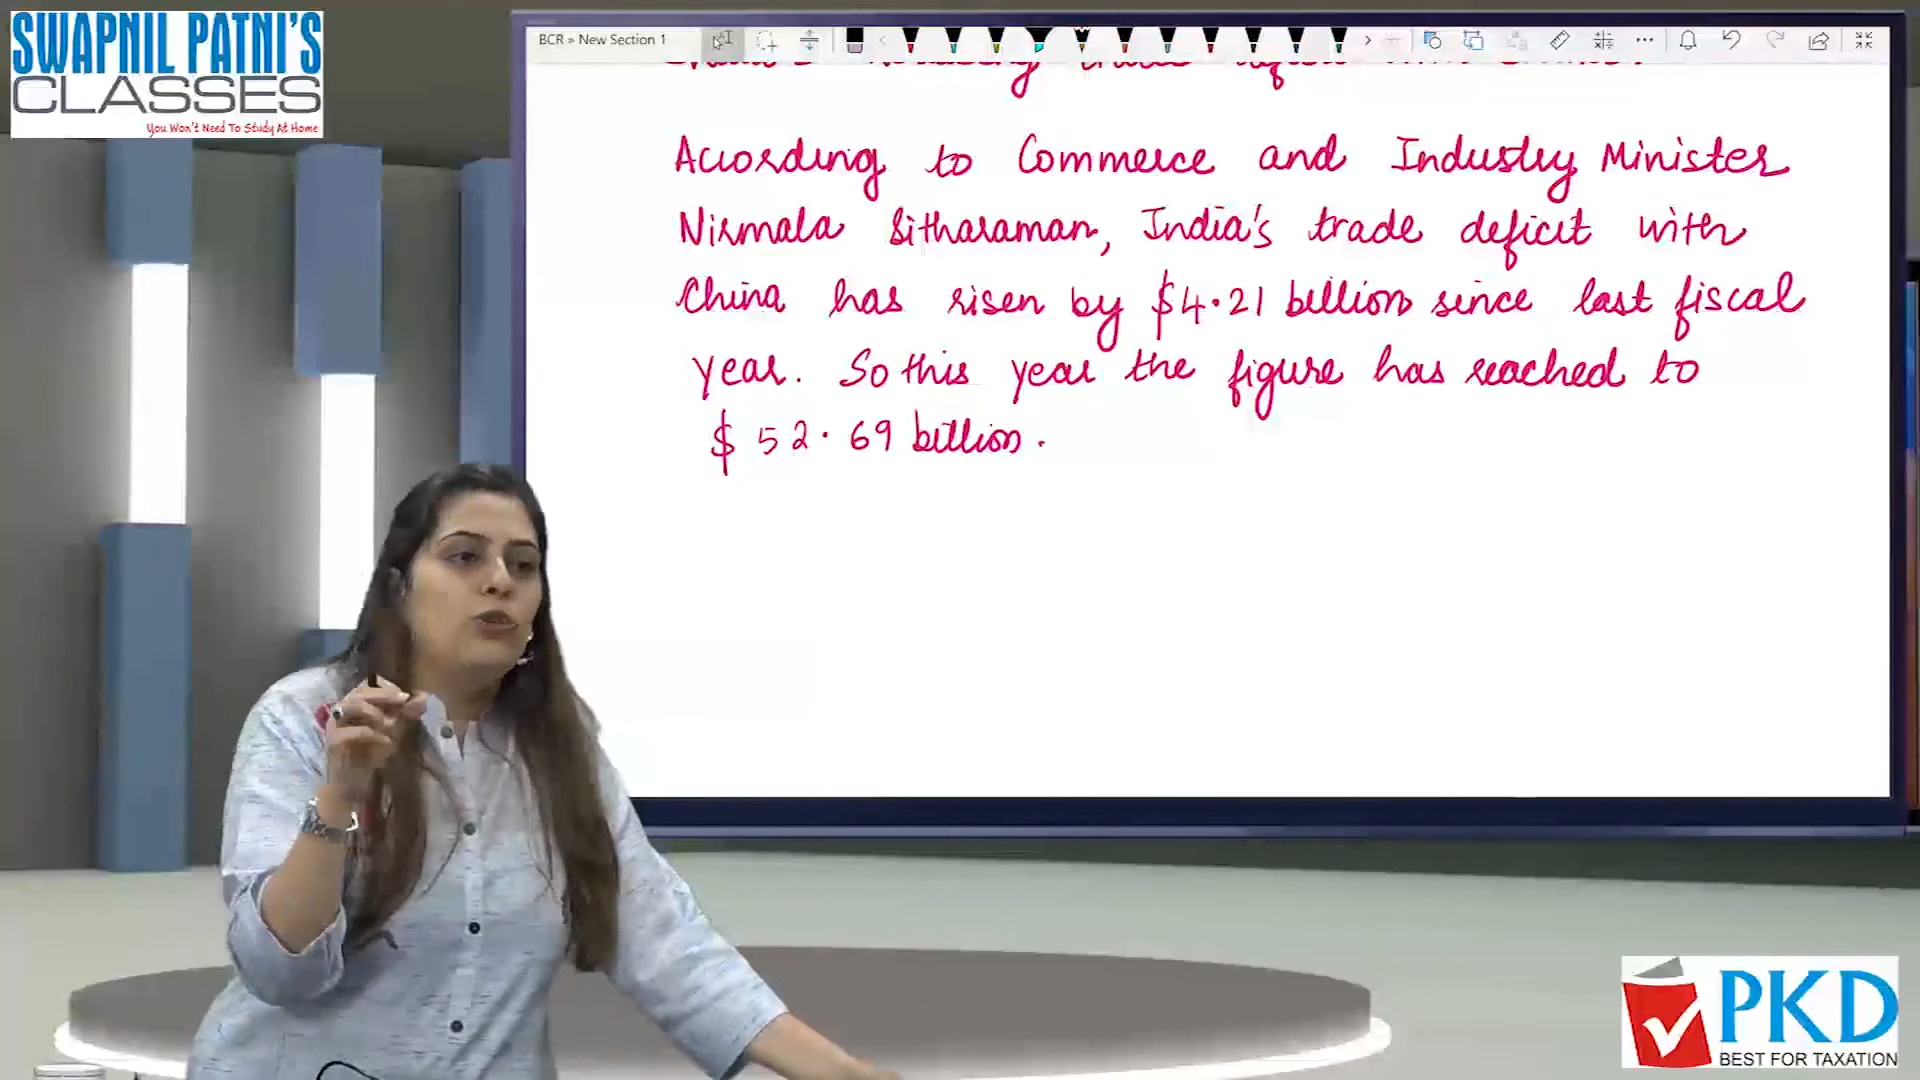 SWAPNIL PATNI'S
CLASSES
You Won't Need To Study At Home
BCR » New Section 1
According to Commerce and Industry Minister
Nirmala Sitharaman, India's trade deficit with
China has risen by $4.21 billion since last fiscal
year. So this year the figure has reached to
$ 52.69 billion.
PKD
BEST FOR TAXATION